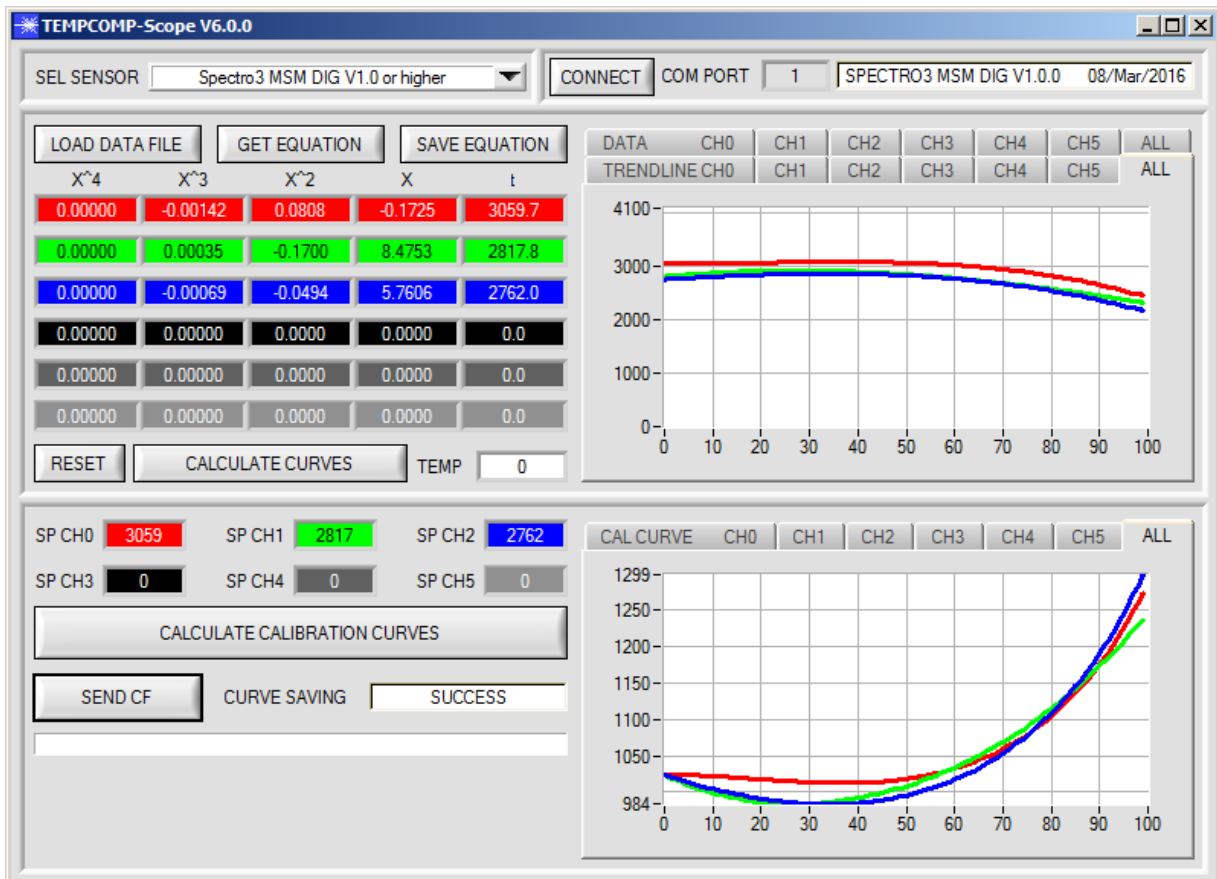 TEMPCOMP-Scope V6.0.0
SEL SENSOR Spectro3 MSM DIG V1.0 or higher CONNECT COM PORT 1 SPECTRO3 MSM DIG V1.0.0 08/Mar/2016
LOAD DATA FILE GET EQUATION SAVE EQUATION
X^4 X^3 X^2 X t
0.00000 -0.00142 0.0808 -0.1725 3059.7
0.00000 0.00035 -0.1700 8.4753 2817.8
0.00000 -0.00069 -0.0494 5.7606 2762.0
0.00000 0.00000 0.0000 0.0000 0.0
0.00000 0.00000 0.0000 0.0000 0.0
0.00000 0.00000 0.0000 0.0000 0.0
RESET CALCULATE CURVES TEMP 0
DATA CH0 CH1 CH2 CH3 CH4 CH5 ALL
TRENDLINE CH0 CH1 CH2 CH3 CH4 CH5 ALL
4100
3000
2000
1000
0
0 10 20 30 40 50 60 70 80 90 100
SP CH0 3059 SP CH1 2817 SP CH2 2762
SP CH3 0 SP CH4 0 SP CH5 0
CALCULATE CALIBRATION CURVES
SEND CF CURVE SAVING SUCCESS
CAL CURVE CH0 CH1 CH2 CH3 CH4 CH5 ALL
1299
1250
1200
1150
1100
1050
984
0 10 20 30 40 50 60 70 80 90 100